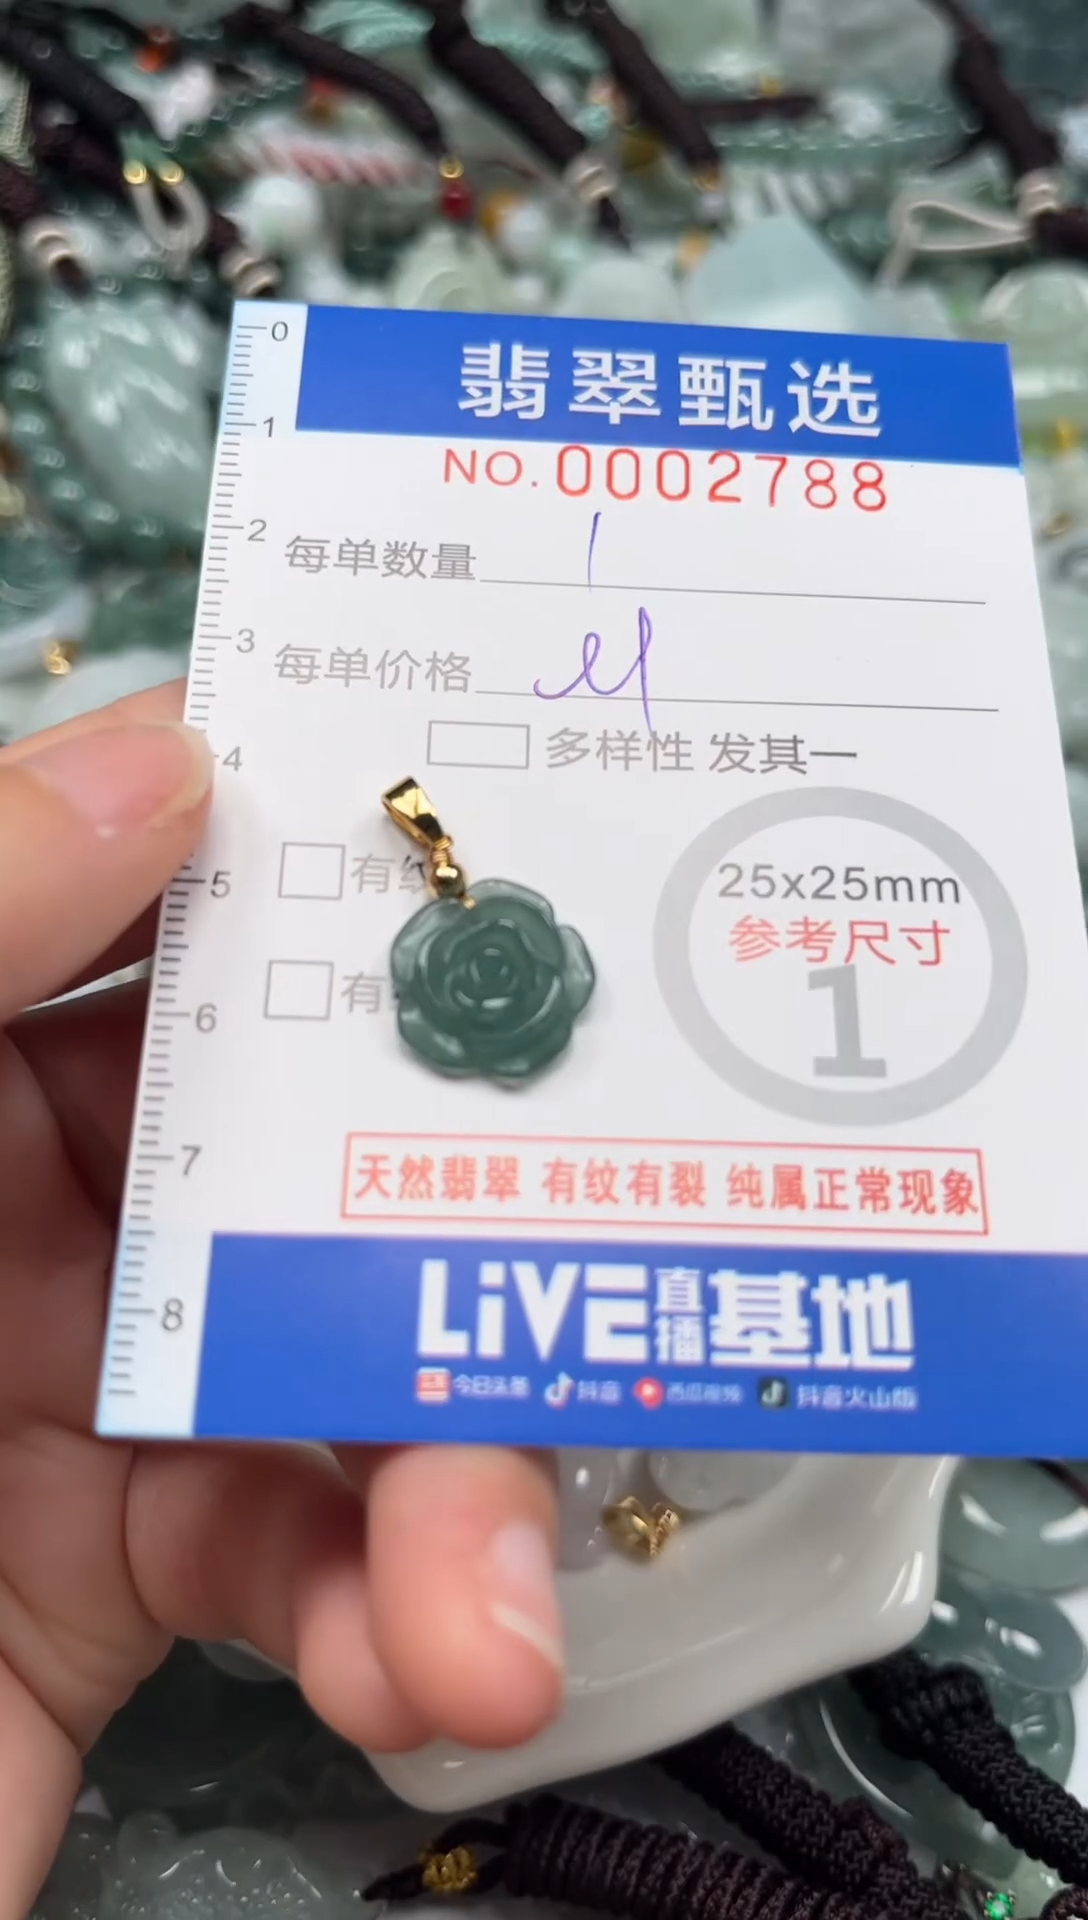 0
翡翠甄选
1
NO.0002788
2
每单数量 1
3
每单价格
4
多样性 发其一
5
有纹
25x25mm
参考尺寸
6
有
1
7
天然翡翠 有纹有裂 纯属正常现象
8
LiVE直播基地
今日头条 抖音 西瓜视频 抖音火山版